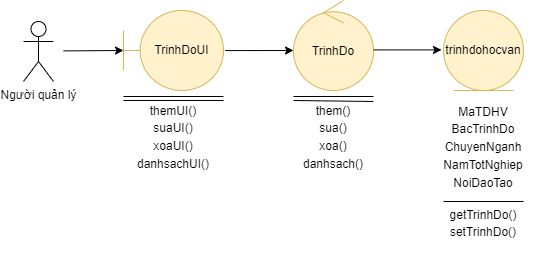 Người quản lý
TrinhDoUI
themUI()
suaUI()
xoaUI()
danhsachUI()
TrinhDo
them()
sua()
xoa()
danhsach()
trinhdohocvan
MaTDHV
BacTrinhDo
ChuyenNganh
NamTotNghiep
NoiDaoTao
getTrinhDo()
setTrinhDo()